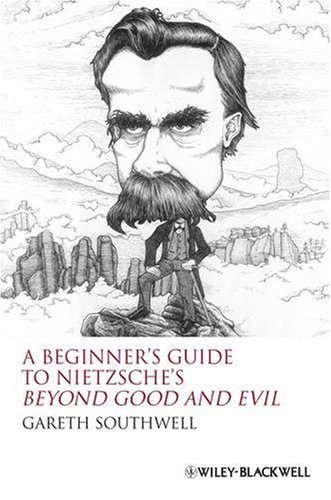 A BEGINNER'S GUIDE
TO NIETZSCHE'S
BEYOND GOOD AND EVIL
GARETH SOUTHWELL
WILEY-BLACKWELL